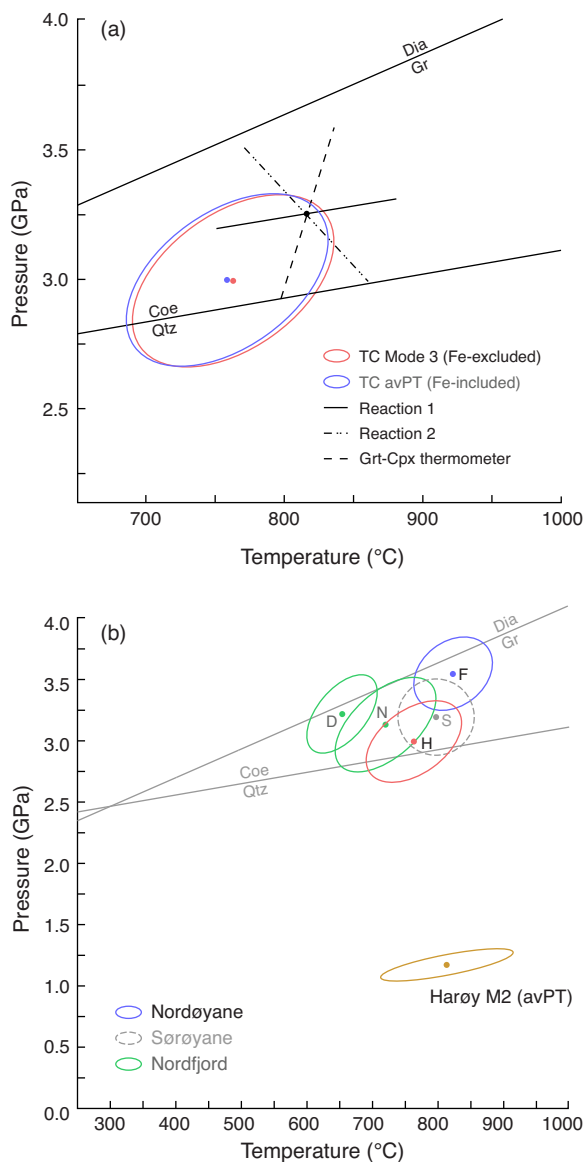 (a)
4.0
3.5
3.0
2.5
Pressure (GPa)
Dia
Gr
Coe
Qtz
TC Mode 3 (Fe-excluded)
TC avPT (Fe-included)
Reaction 1
Reaction 2
Grt-Cpx thermometer
700 800 900 1000
Temperature (°C)
(b)
4.0
3.5
3.0
2.5
2.0
1.5
1.0
0.5
0.0
Pressure (GPa)
Dia
Gr
F
D
N
S
H
Coe
Qtz
Harøy M2 (avPT)
Nordøyane
Sørøyane
Nordfjord
300 400 500 600 700 800 900 1000
Temperature (°C)